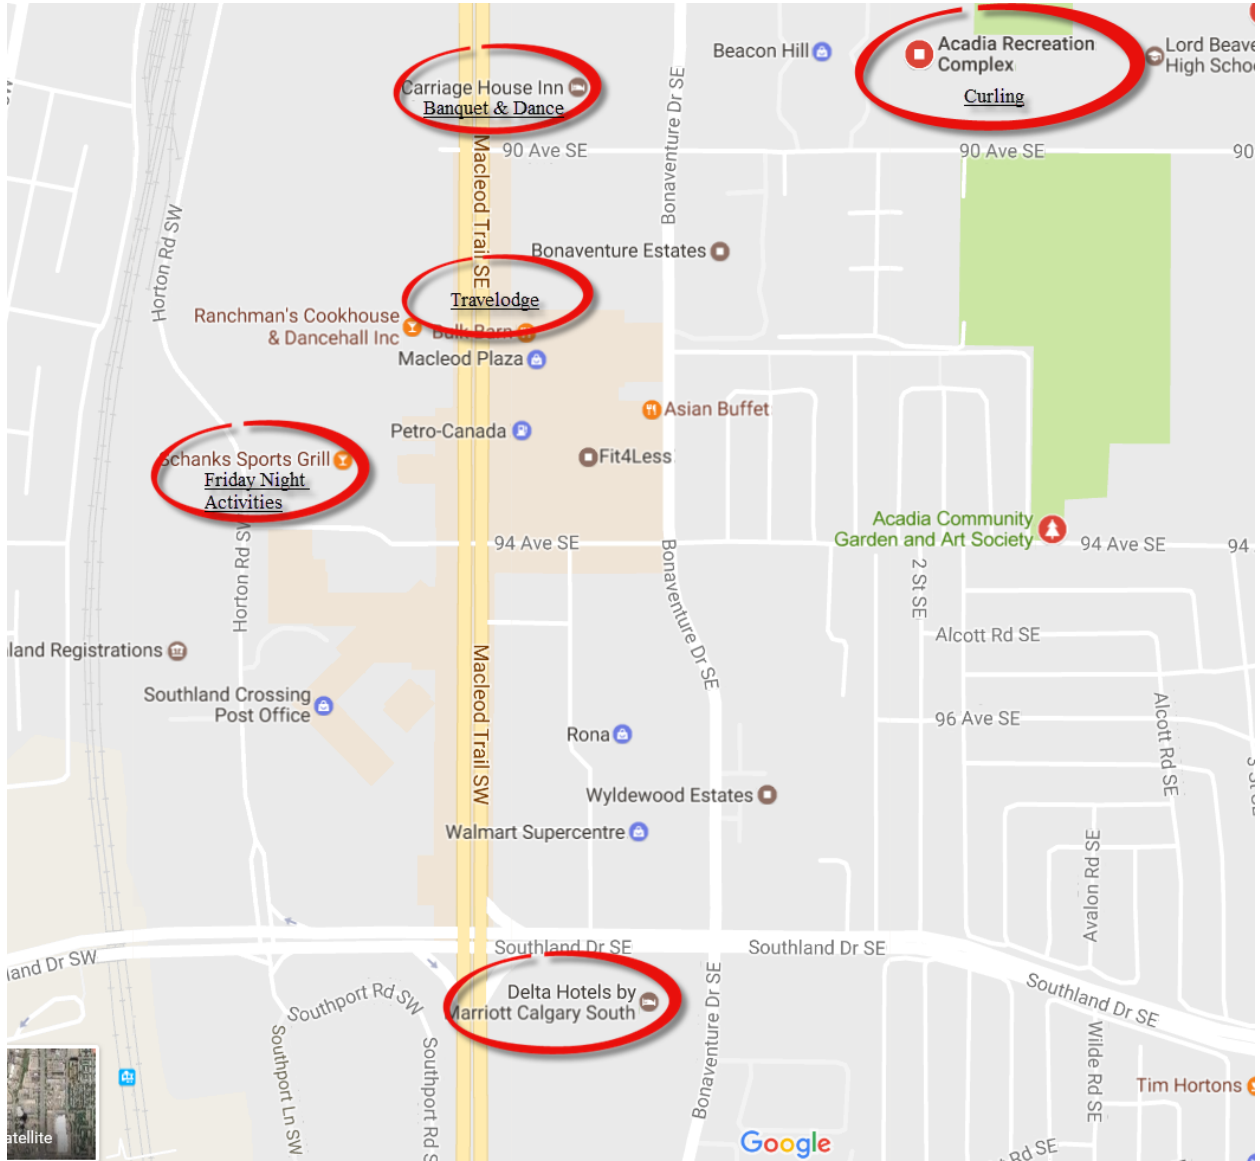 Beacon Hill
Acadia Recreation
Complex
Curling
Lord Beave
High Schoo
Carriage House Inn
Banquet & Dance
90 Ave SE
90 Ave SE
90
Bonaventure Dr SE
Macleod Trail SE
Horton Rd SW
Bonaventure Estates
Travelodge
Ranchman's Cookhouse
& Dancehall Inc
Bulk Barn
Macleod Plaza
Asian Buffet
Petro-Canada
Fit4Less
Schanks Sports Grill
Friday Night
Activities
Acadia Community
Garden and Art Society
94 Ave SE
94 Ave SE
94
Horton Rd SW
Bonaventure Dr SE
2 St SE
Alcott Rd SE
land Registrations
Southland Crossing
Post Office
Macleod Trail SW
96 Ave SE
Alcott Rd SE
Rona
Wyldewood Estates
Walmart Supercentre
Avalon Rd SE
Southland Dr SE
Southland Dr SE
land Dr SW
Delta Hotels by
Marriott Calgary South
Southport Rd SW
Bonaventure Dr SE
Southland Dr SE
Southport Ln SW
Southport Rd S
Wilde Rd SE
Tim Hortons
atellite
Google
Rd SE